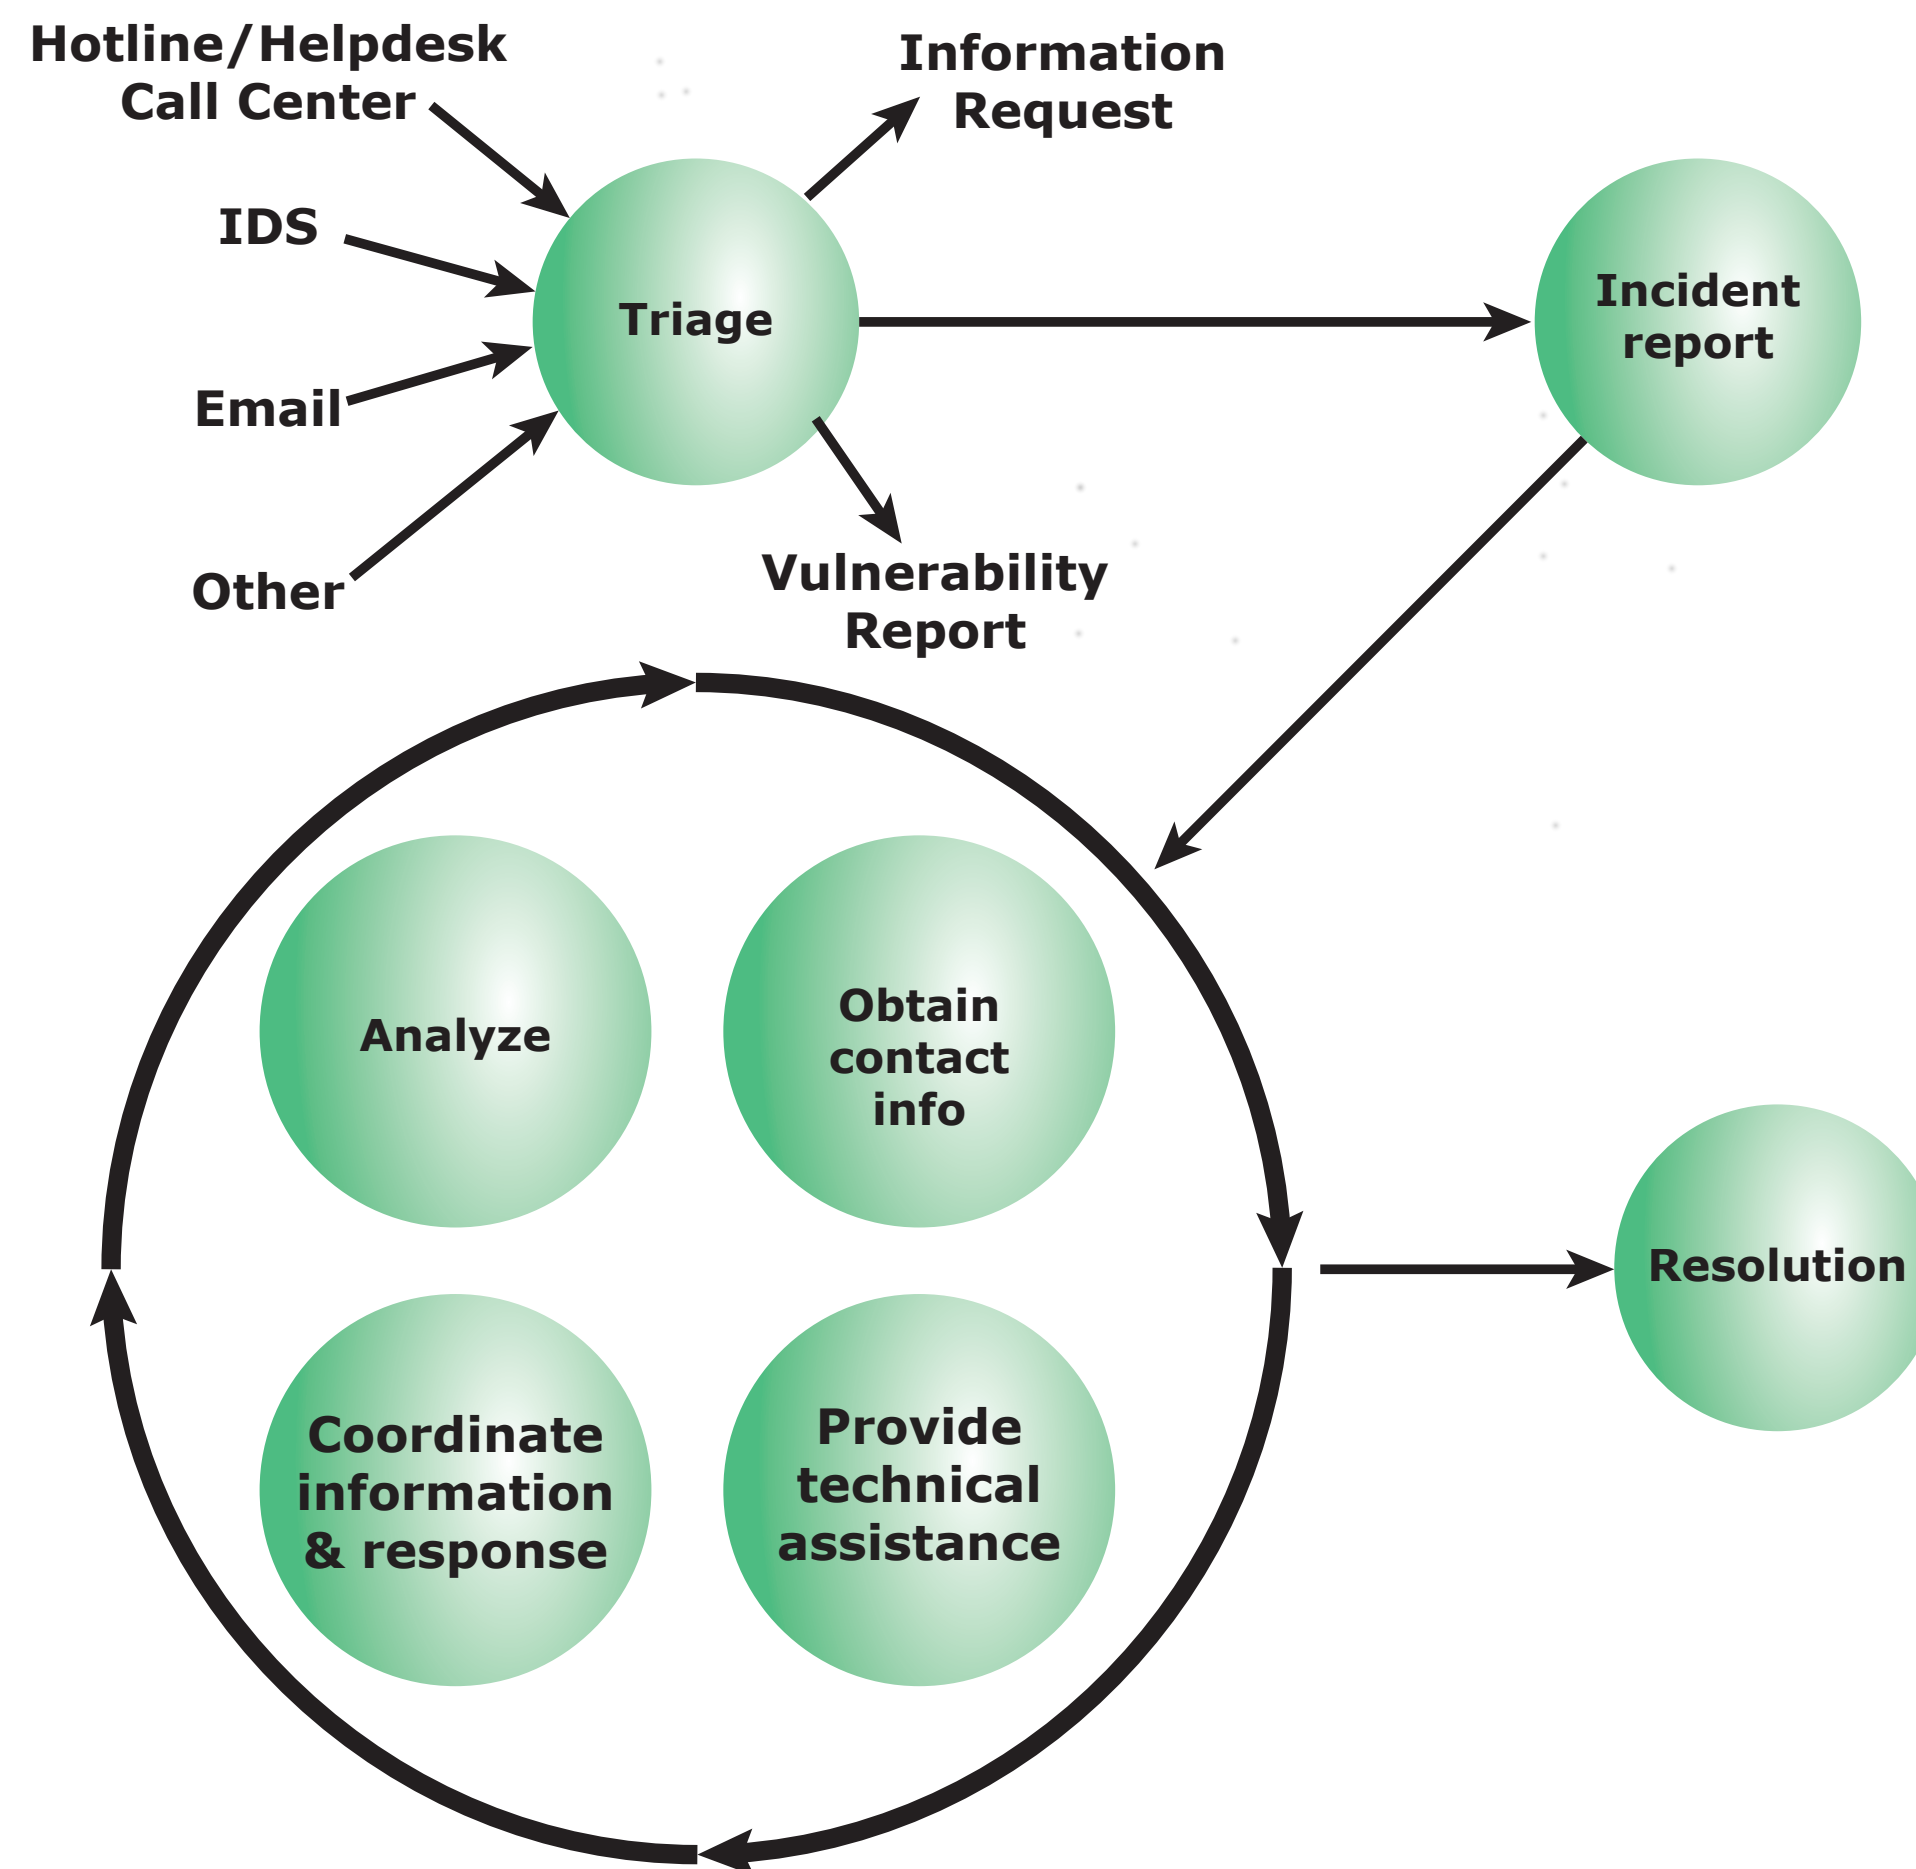 Hotline/Helpdesk
Call Center
Information
Request
IDS
Triage
Incident
report
Email
Other
Vulnerability
Report
Analyze
Obtain
contact
info
Resolution
Coordinate
information
& response
Provide
technical
assistance